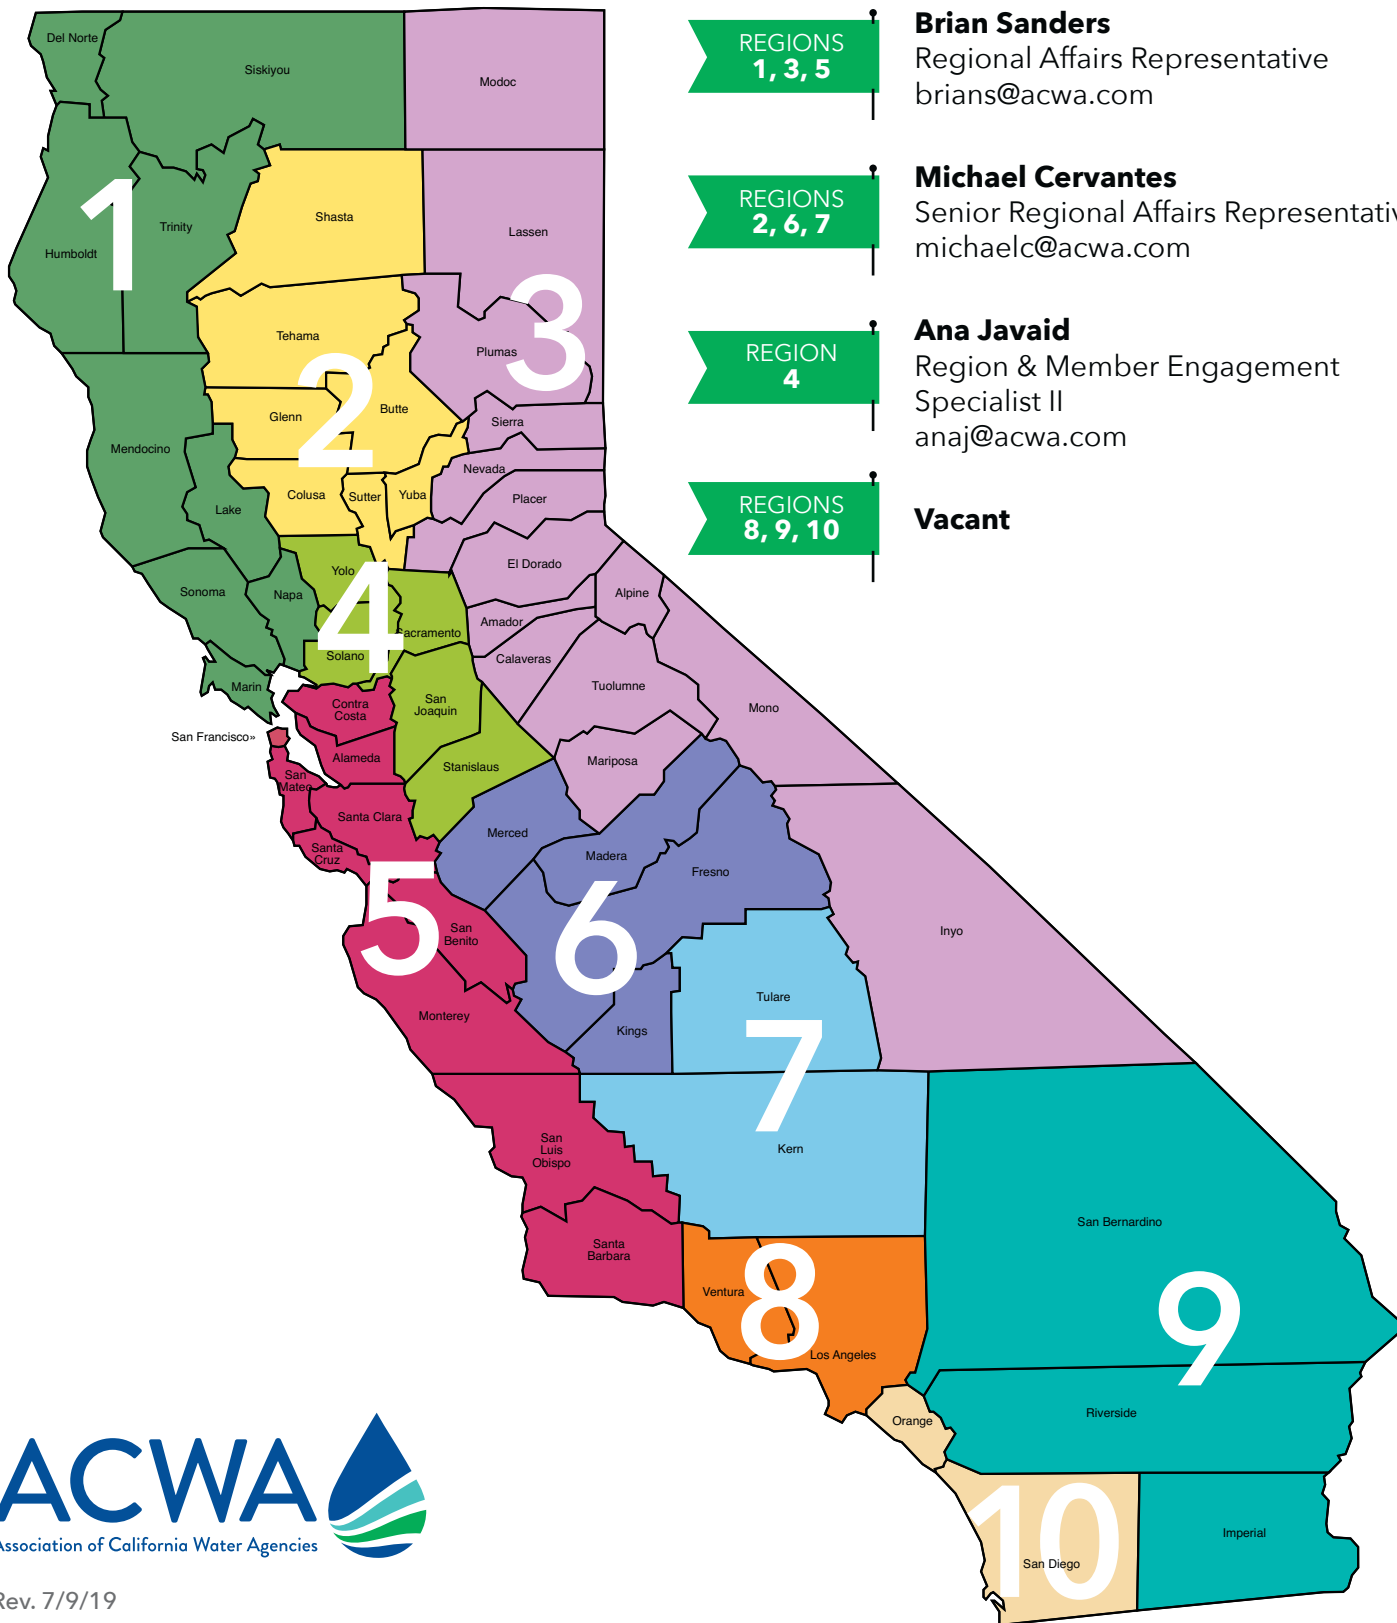 REGIONS
1, 3, 5
Brian Sanders
Regional Affairs Representative
brians@acwa.com
REGIONS
2, 6, 7
Michael Cervantes
Senior Regional Affairs Representativ
michaelc@acwa.com
REGION
4
Ana Javaid
Region & Member Engagement
Specialist II
anaj@acwa.com
REGIONS
8, 9, 10
Vacant
Del Norte
Siskiyou
Modoc
1
Humboldt
Trinity
Shasta
Lassen
3
Tehama
Plumas
2
Glenn
Butte
Sierra
Mendocino
Nevada
Colusa
Sutter
Yuba
Placer
Lake
4
Yolo
El Dorado
Sonoma
Napa
Alpine
Amador
Sacramento
Solano
Calaveras
Marin
Tuolumne
Contra
Costa
San
Joaquin
Mono
San Francisco»
Alameda
Mariposa
Stanislaus
San
Mateo
Santa Clara
Merced
Santa
Cruz
Madera
Fresno
5
6
San
Benito
Inyo
Monterey
Kings
Tulare
7
Kern
San
Luis
Obispo
Santa
Barbara
San Bernardino
8
Ventura
Los Angeles
9
Riverside
Orange
10
San Diego
Imperial
ACWA
Association of California Water Agencies
Rev. 7/9/19